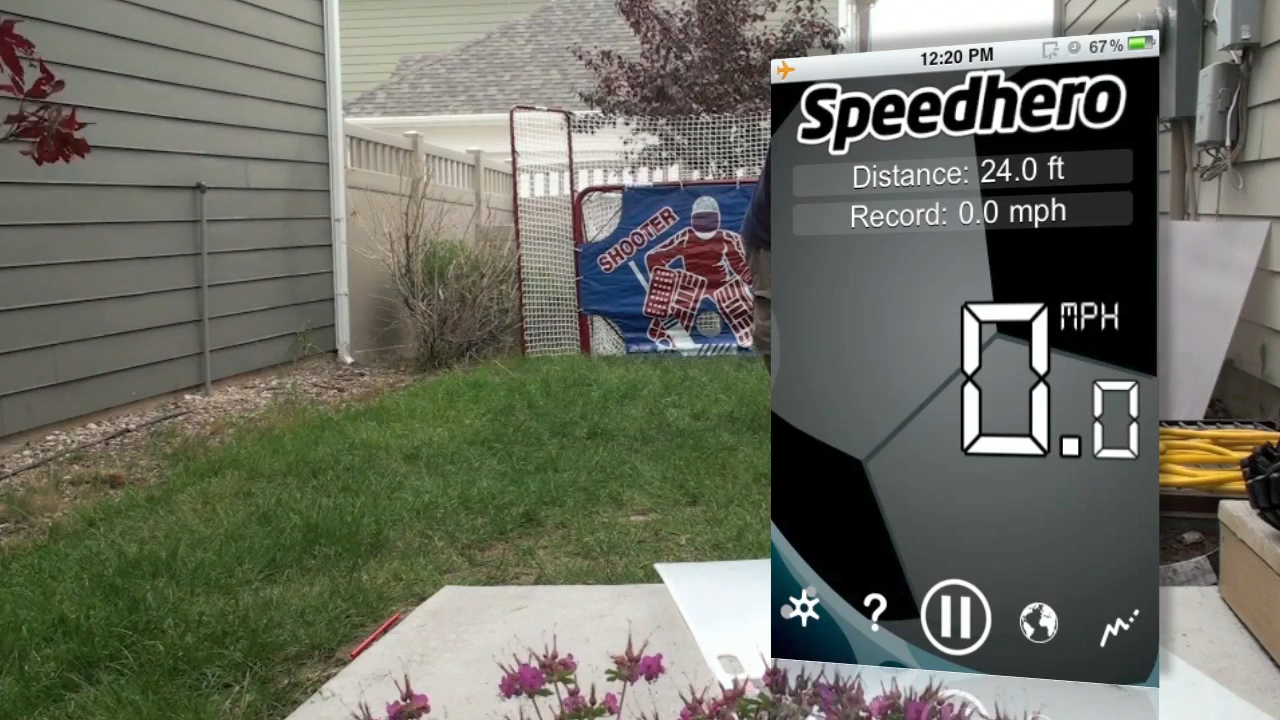 12:20 PM 67%
Speedhero
Distance: 24.0 ft
Record: 0.0 mph
0.0 MPH
?
SHOOTER